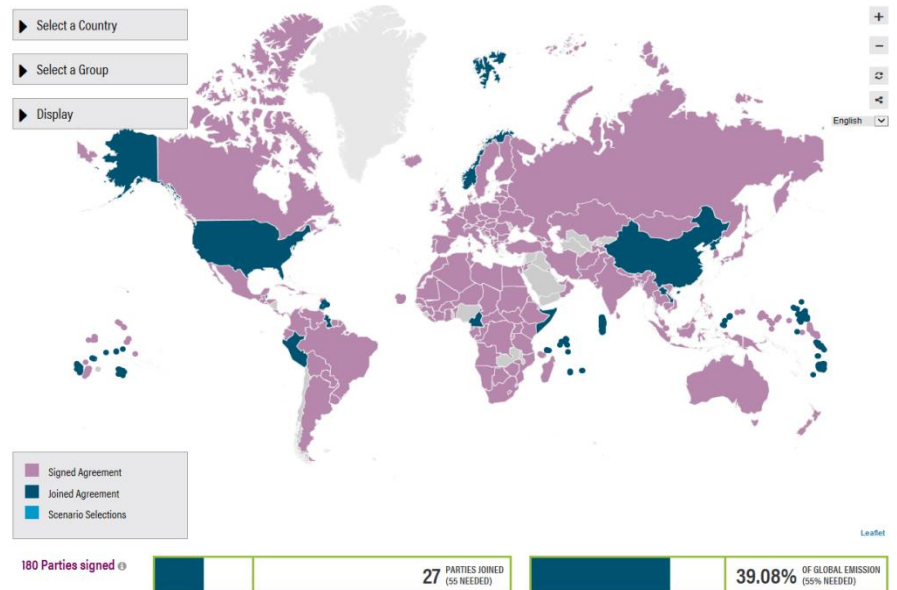 Select a Country
Select a Group
Display
+
−
English
Signed Agreement
Joined Agreement
Scenario Selections
Leaflet
180 Parties signed
27 PARTIES JOINED
(55 NEEDED)
39.08% OF GLOBAL EMISSION
(55% NEEDED)